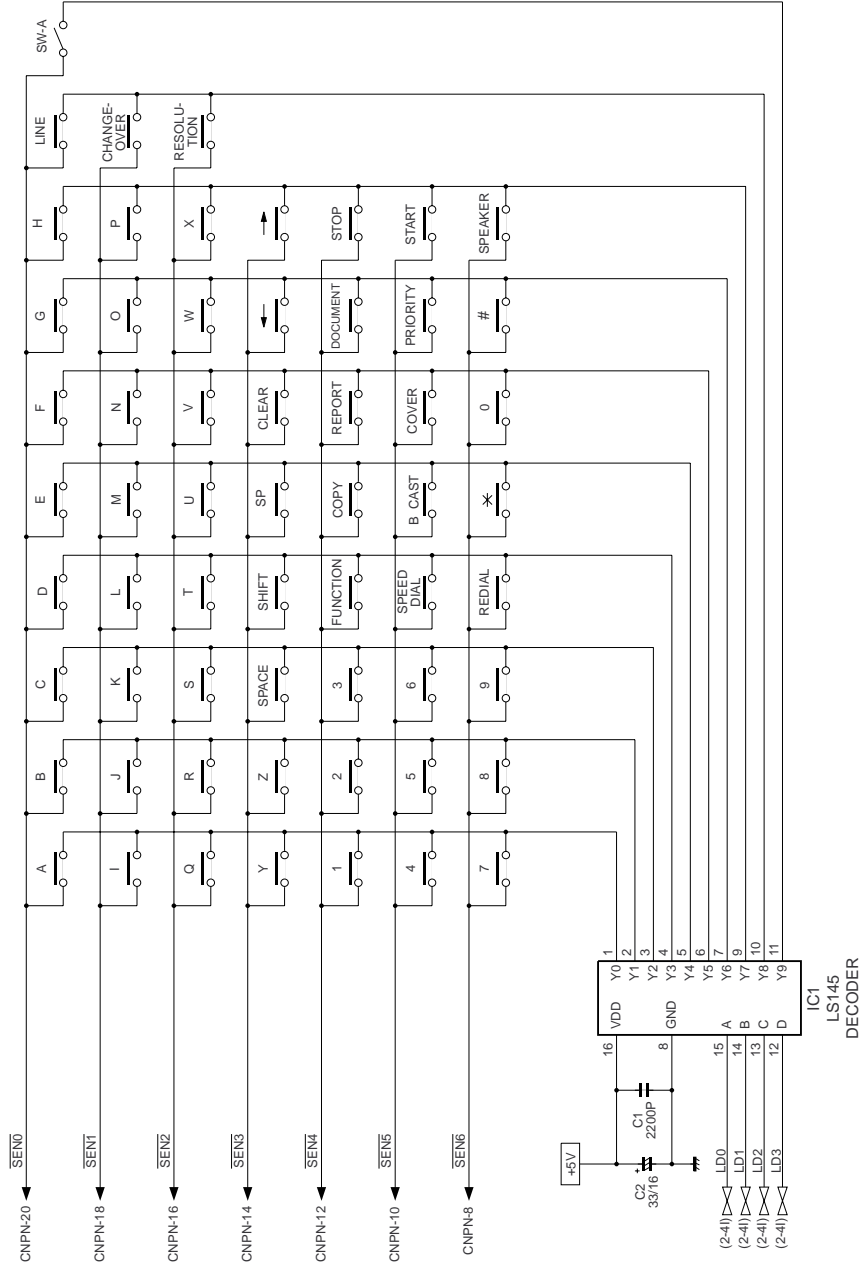 SW-A
LINE
H
G
F
E
D
C
B
A
CHANGE-
OVER
P
O
N
M
L
K
J
I
RESOLU-
TION
X
W
V
U
T
S
R
Q
CLEAR
SP
SHIFT
SPACE
Z
Y
STOP
DOCUMENT
REPORT
COPY
FUNCTION
3
2
1
START
PRIORITY
COVER
B CAST
SPEED
DIAL
6
5
4
SPEAKER
#
0
*
REDIAL
9
8
7
SEN0
CNPN-20
SEN1
CNPN-18
SEN2
CNPN-16
SEN3
CNPN-14
SEN4
CNPN-12
SEN5
CNPN-10
SEN6
CNPN-8
+5V
C2
33/16
+
C1
2200P
LD0
(2-4I)
LD1
(2-4I)
LD2
(2-4I)
LD3
(2-4I)
16
VDD
8
GND
15
A
14
B
13
C
12
D
Y0
1
Y1
2
Y2
3
Y3
4
Y4
5
Y5
6
Y6
7
Y7
9
Y8
10
Y9
11
IC1
LS145
DECODER